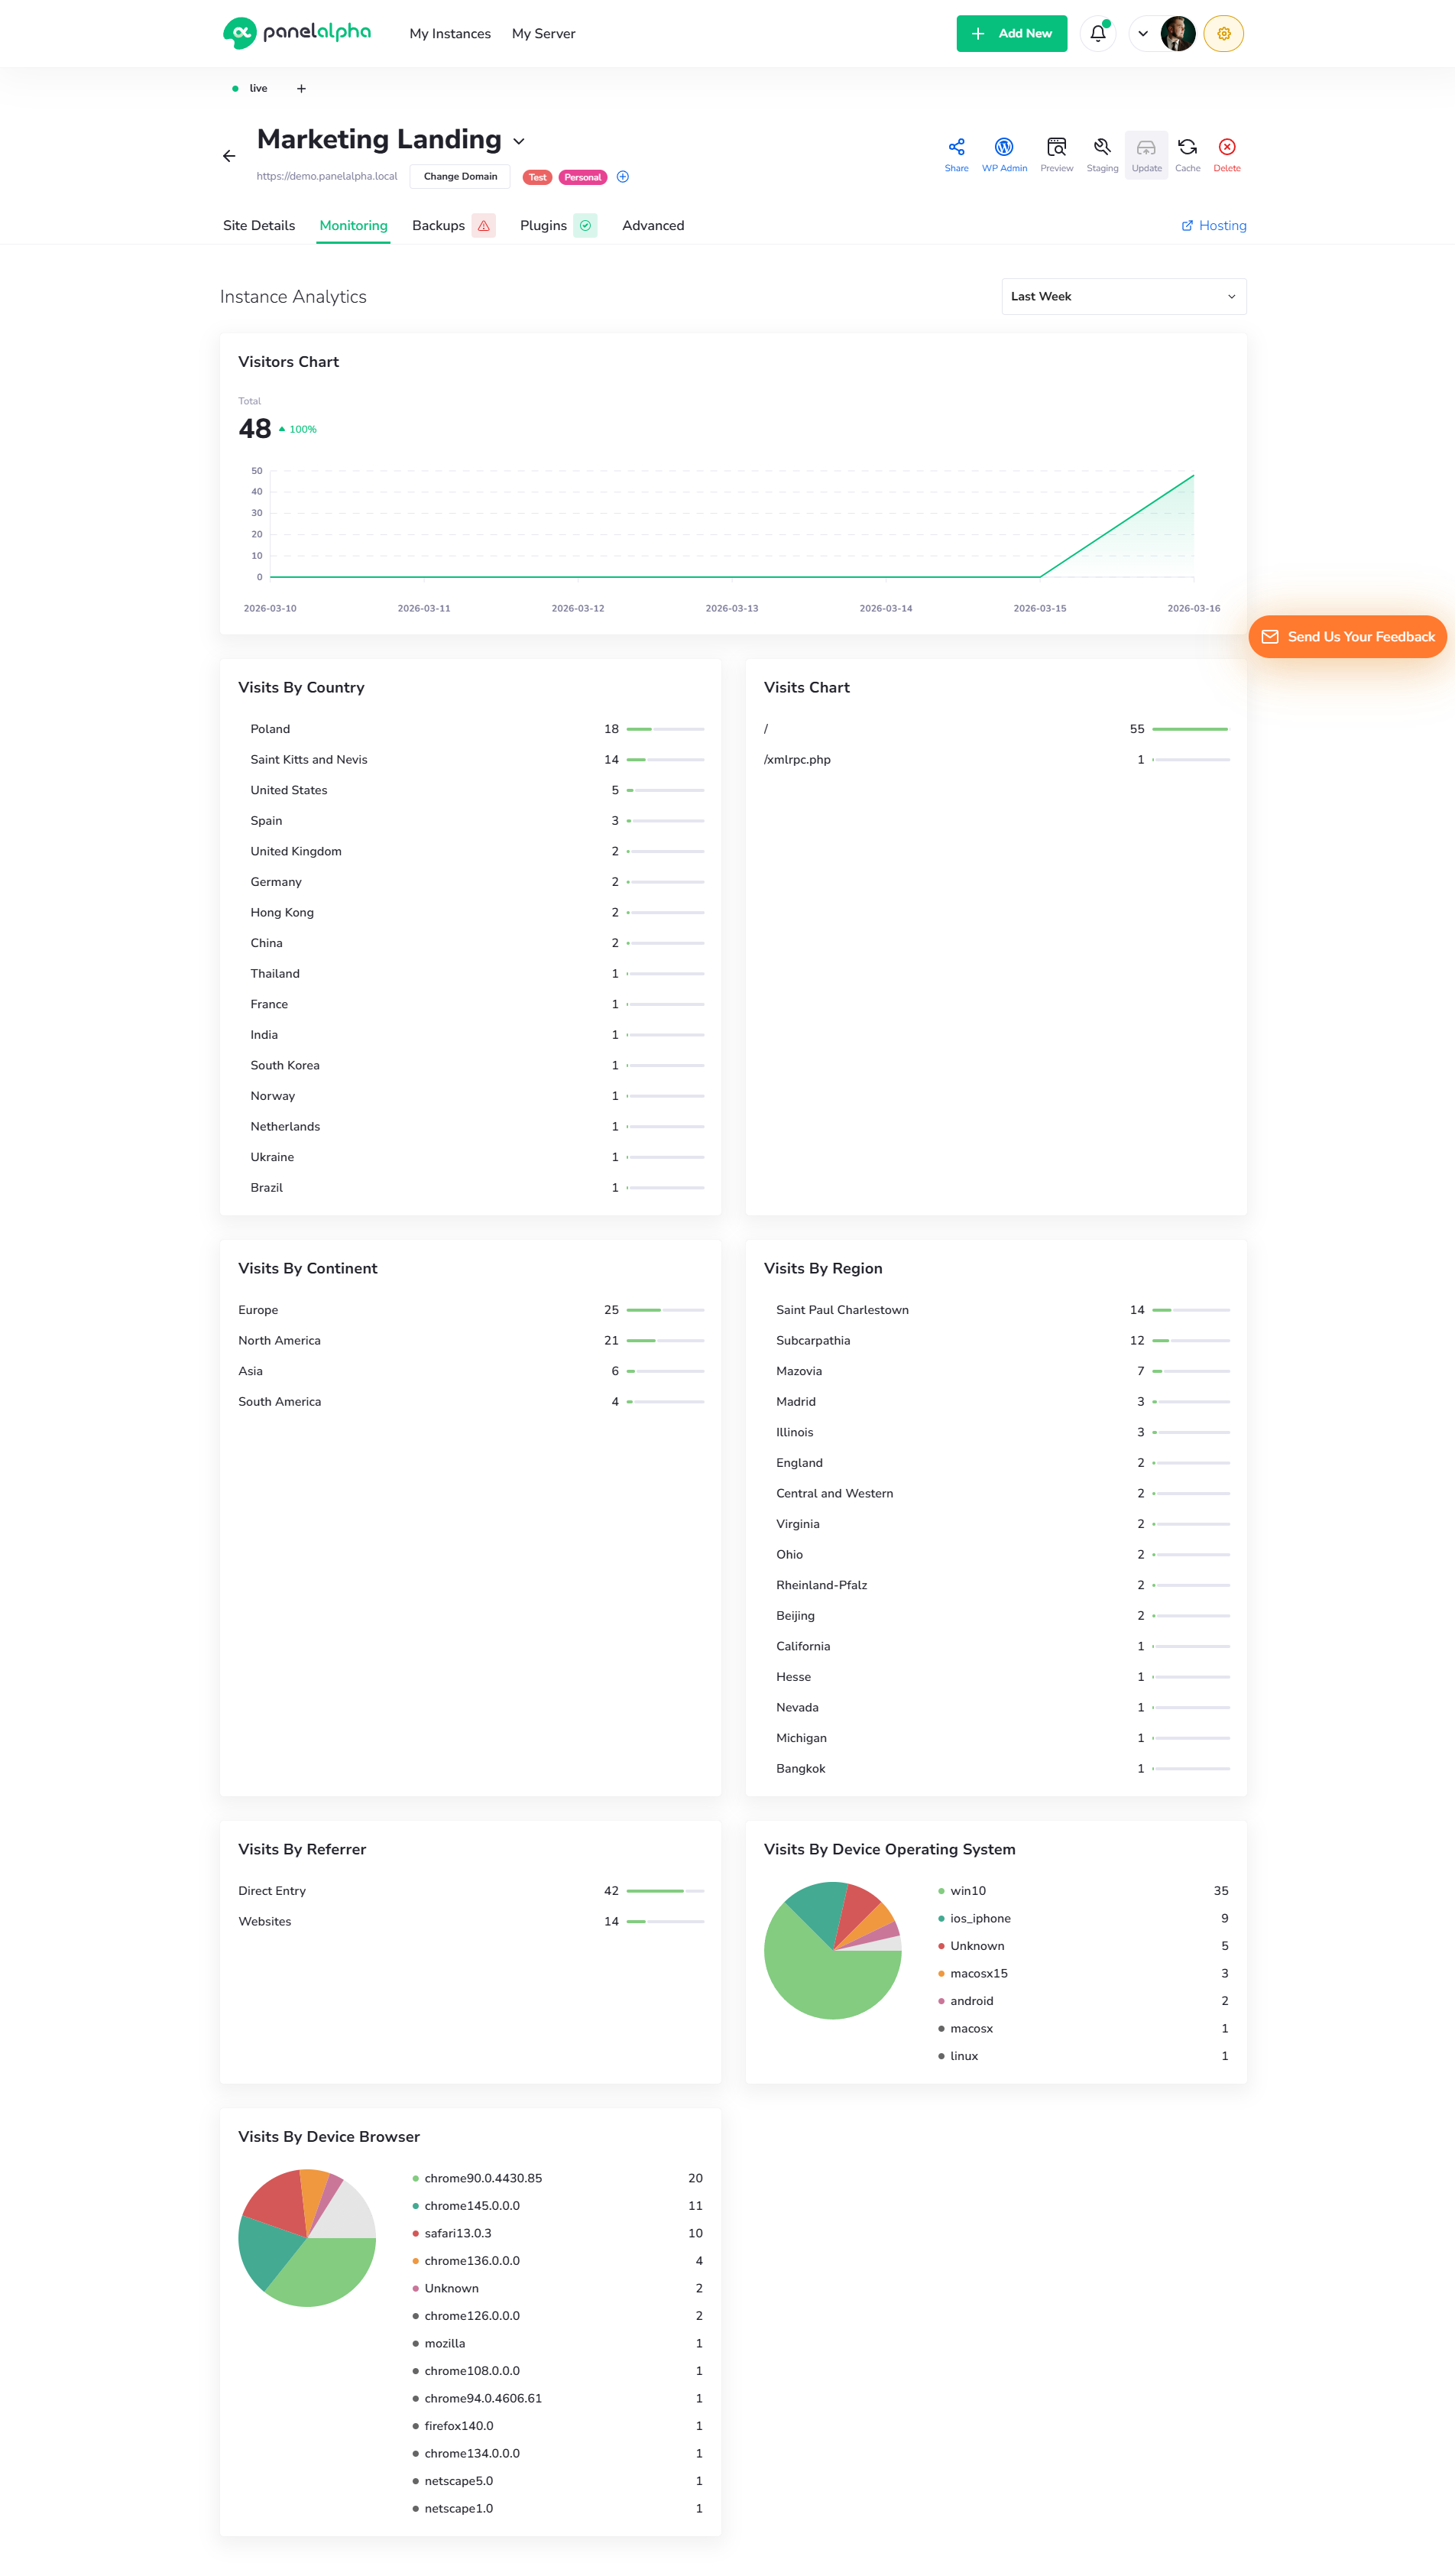 panelalpha My Instances My Server Add New
live +
Marketing Landing
https://demo.panelalpha.local Change Domain Test Personal
Share WP Admin Preview Staging Update Cache Delete
Site Details Monitoring Backups Plugins Advanced Hosting
Instance Analytics Last Week
Visitors Chart
Total
48 100%
50
40
30
20
10
0
2026-03-10 2026-03-11 2026-03-12 2026-03-13 2026-03-14 2026-03-15 2026-03-16
Send Us Your Feedback
Visits By Country
Poland 18
Saint Kitts and Nevis 14
United States 5
Spain 3
United Kingdom 2
Germany 2
Hong Kong 2
China 2
Thailand 1
France 1
India 1
South Korea 1
Norway 1
Netherlands 1
Ukraine 1
Brazil 1
Visits Chart
/ 55
/xmlrpc.php 1
Visits By Continent
Europe 25
North America 21
Asia 6
South America 4
Visits By Region
Saint Paul Charlestown 14
Subcarpathia 12
Mazovia 7
Madrid 3
Illinois 3
England 2
Central and Western 2
Virginia 2
Ohio 2
Rheinland-Pfalz 2
Beijing 2
California 1
Hesse 1
Nevada 1
Michigan 1
Bangkok 1
Visits By Referrer
Direct Entry 42
Websites 14
Visits By Device Operating System
win10 35
ios_iphone 9
Unknown 5
macosx15 3
android 2
macosx 1
linux 1
Visits By Device Browser
chrome90.0.4430.85 20
chrome145.0.0.0 11
safari13.0.3 10
chrome136.0.0.0 4
Unknown 2
chrome126.0.0.0 2
mozilla 1
chrome108.0.0.0 1
chrome94.0.4606.61 1
firefox140.0 1
chrome134.0.0.0 1
netscape5.0 1
netscape1.0 1